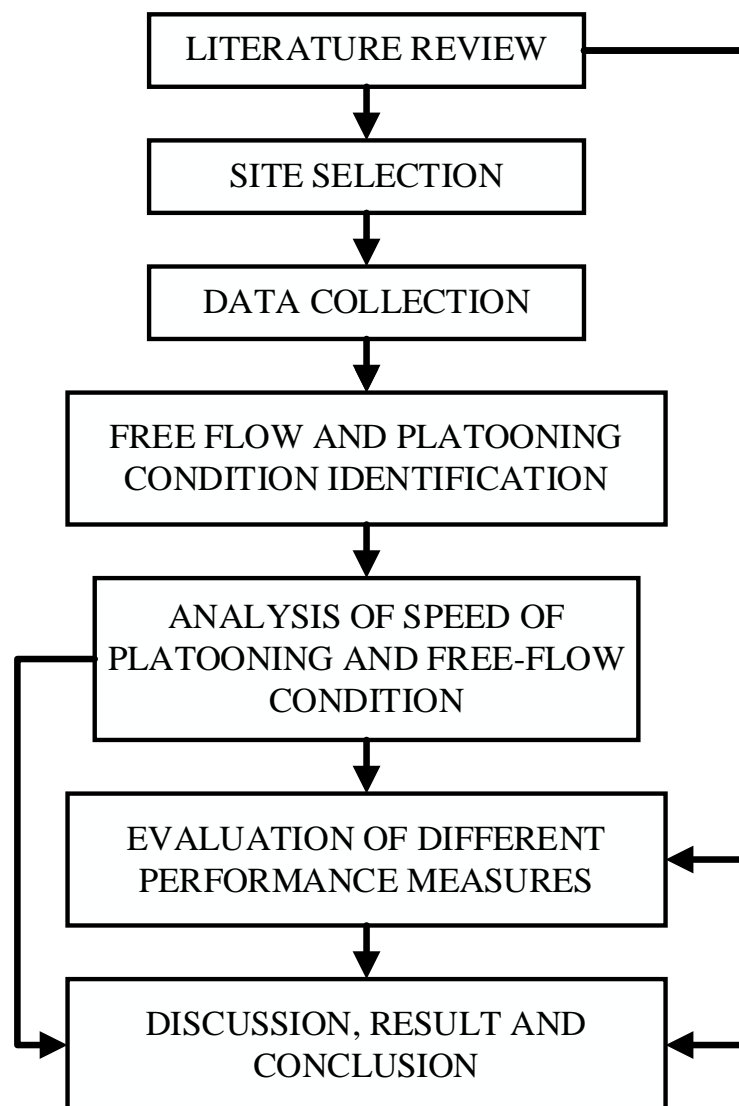 LITERATURE REVIEW
SITE SELECTION
DATA COLLECTION
FREE FLOW AND PLATOONING
CONDITION IDENTIFICATION
ANALYSIS OF SPEED OF
PLATOONING AND FREE-FLOW
CONDITION
EVALUATION OF DIFFERENT
PERFORMANCE MEASURES
DISCUSSION, RESULT AND
CONCLUSION